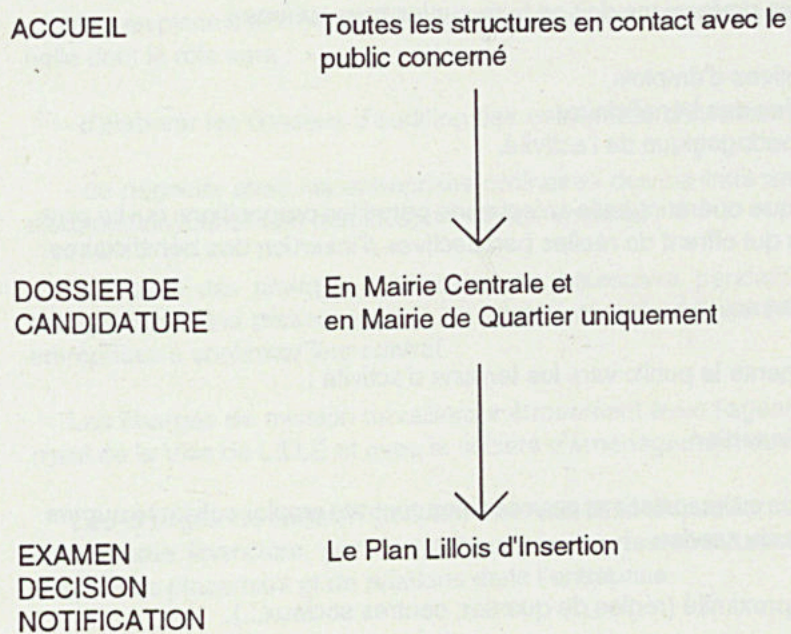 ACCUEIL Toutes les structures en contact avec le
public concerné
DOSSIER DE En Mairie Centrale et
CANDIDATURE en Mairie de Quartier uniquement
EXAMEN Le Plan Lillois d'Insertion
DECISION
NOTIFICATION